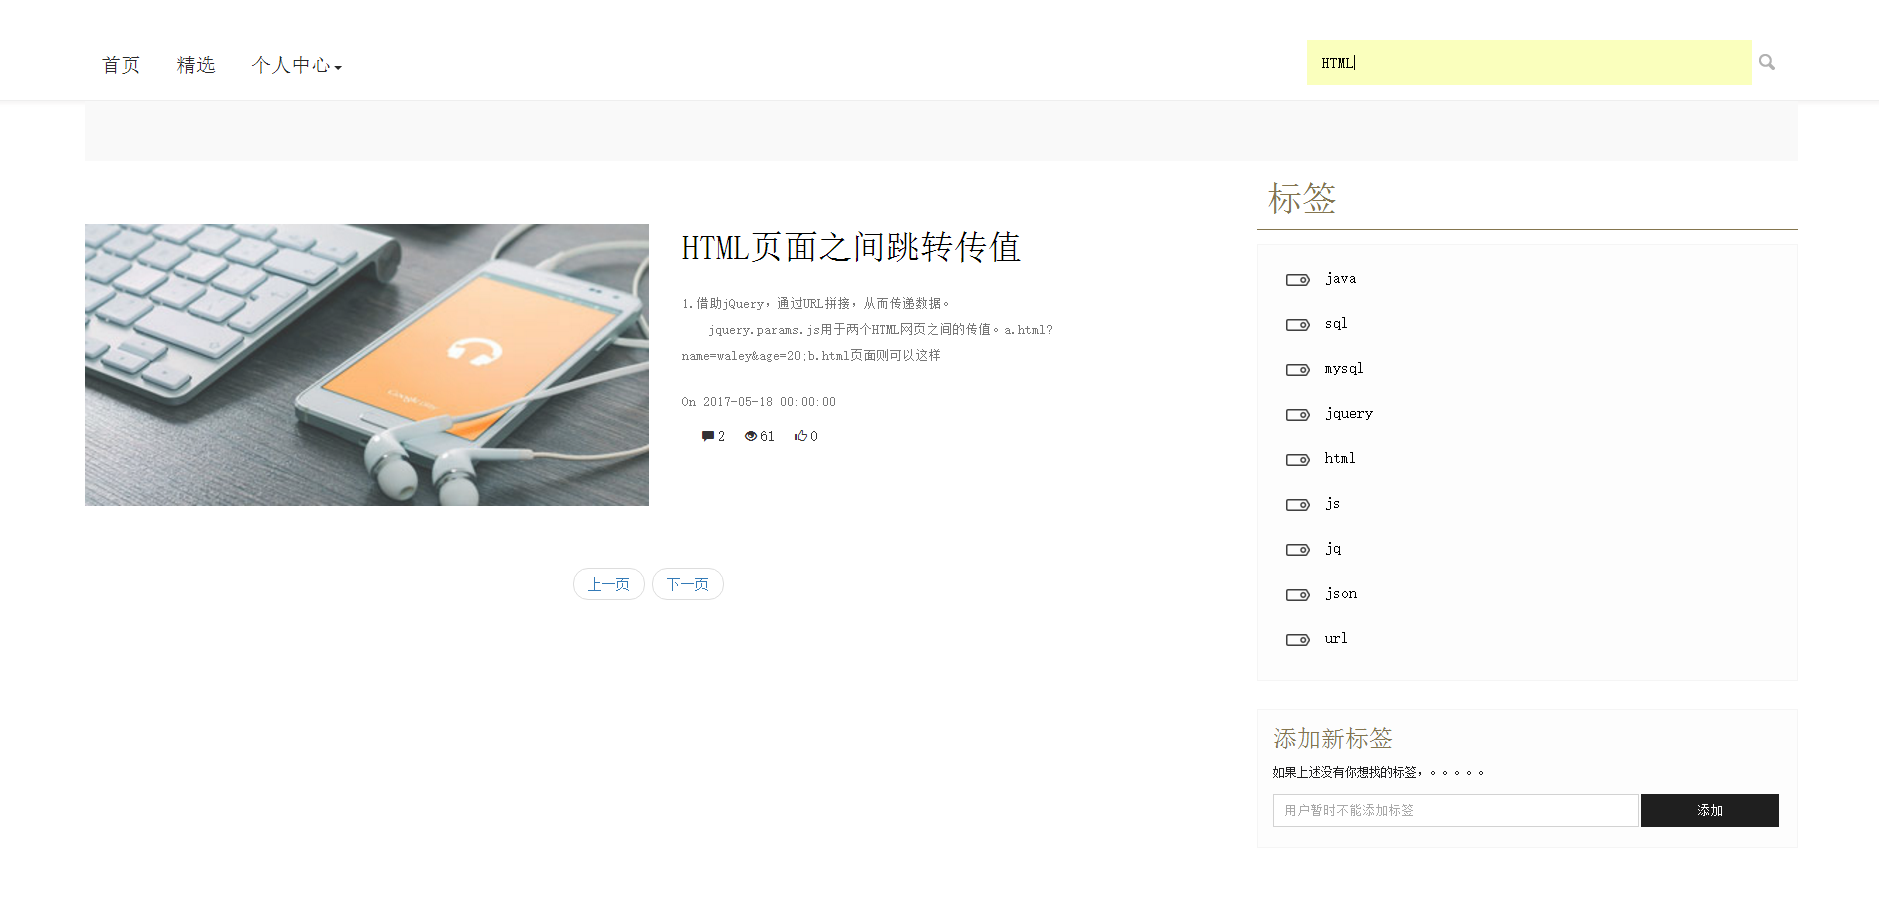 首页 精选 个人中心
HTML
标签
HTML页面之间跳转传值
1.借助jQuery，通过URL拼接，从而传递数据。
jquery.params.js用于两个HTML网页之间的传值。a.html?
name=waley&age=20;b.html页面则可以这样
On 2017-05-18 00:00:00
2 61 0
上一页 下一页
java
sql
mysql
jquery
html
js
jq
json
url
添加新标签
如果上述没有你想找的标签，。。。。。
用户暂时不能添加标签 添加